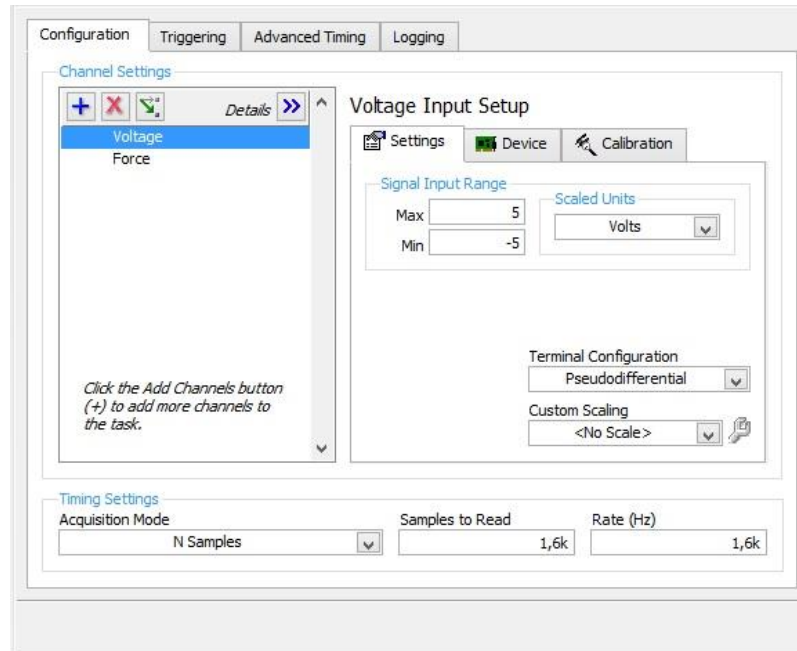 Configuration Triggering Advanced Timing Logging
Channel Settings
Details
Voltage
Force
Click the Add Channels button
(+) to add more channels to
the task.
Voltage Input Setup
Settings Device Calibration
Signal Input Range
Max 5
Min -5
Scaled Units
Volts
Terminal Configuration
Pseudodifferential
Custom Scaling
<No Scale>
Timing Settings
Acquisition Mode Samples to Read Rate (Hz)
N Samples 1,6k 1,6k